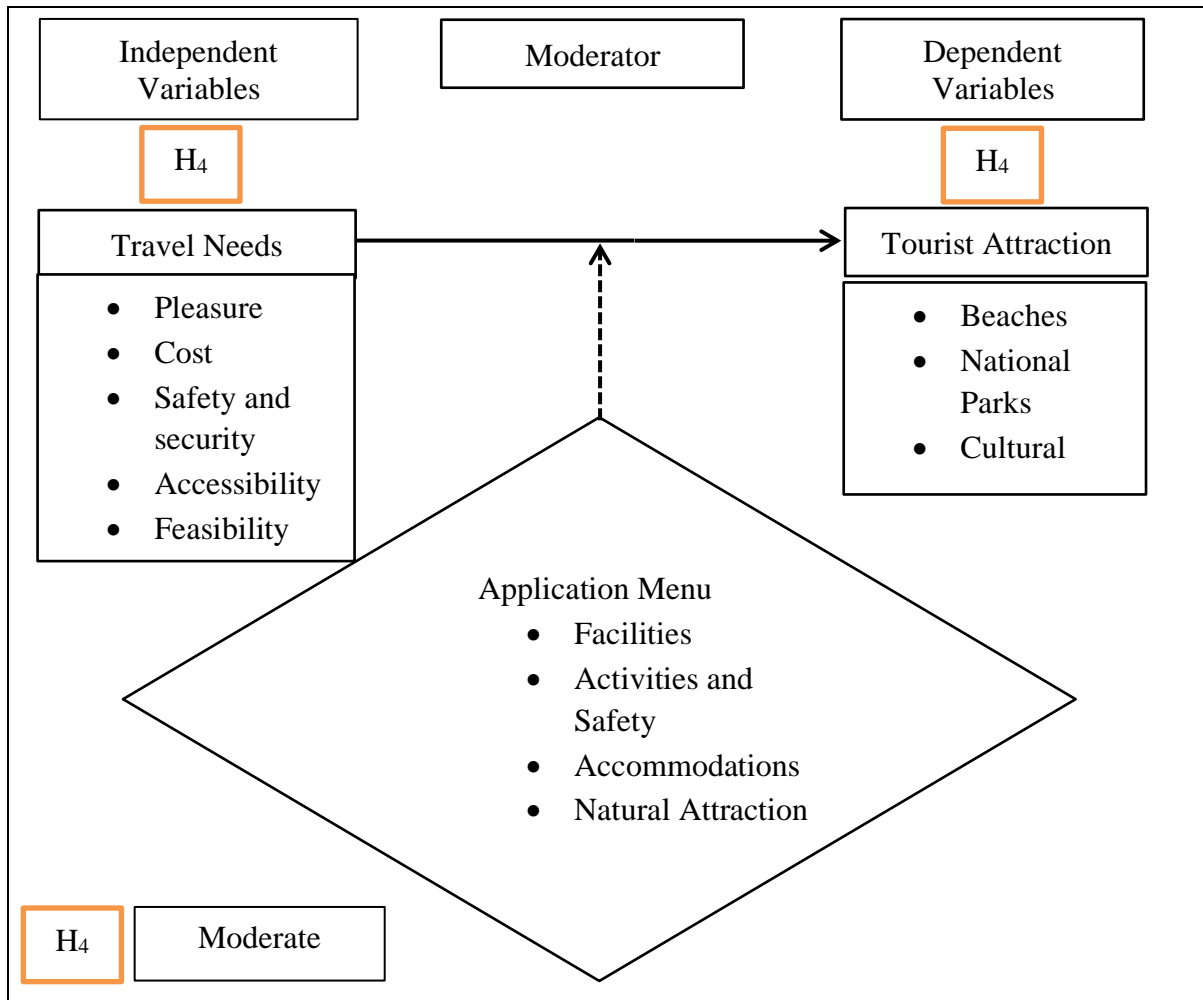 Independent
Variables
Moderator
Dependent
Variables
H₄
H₄
Travel Needs
Tourist Attraction
• Pleasure
• Cost
• Safety and
security
• Accessibility
• Feasibility
• Beaches
• National
Parks
• Cultural
Application Menu
• Facilities
• Activities and
Safety
• Accommodations
• Natural Attraction
H₄
Moderate